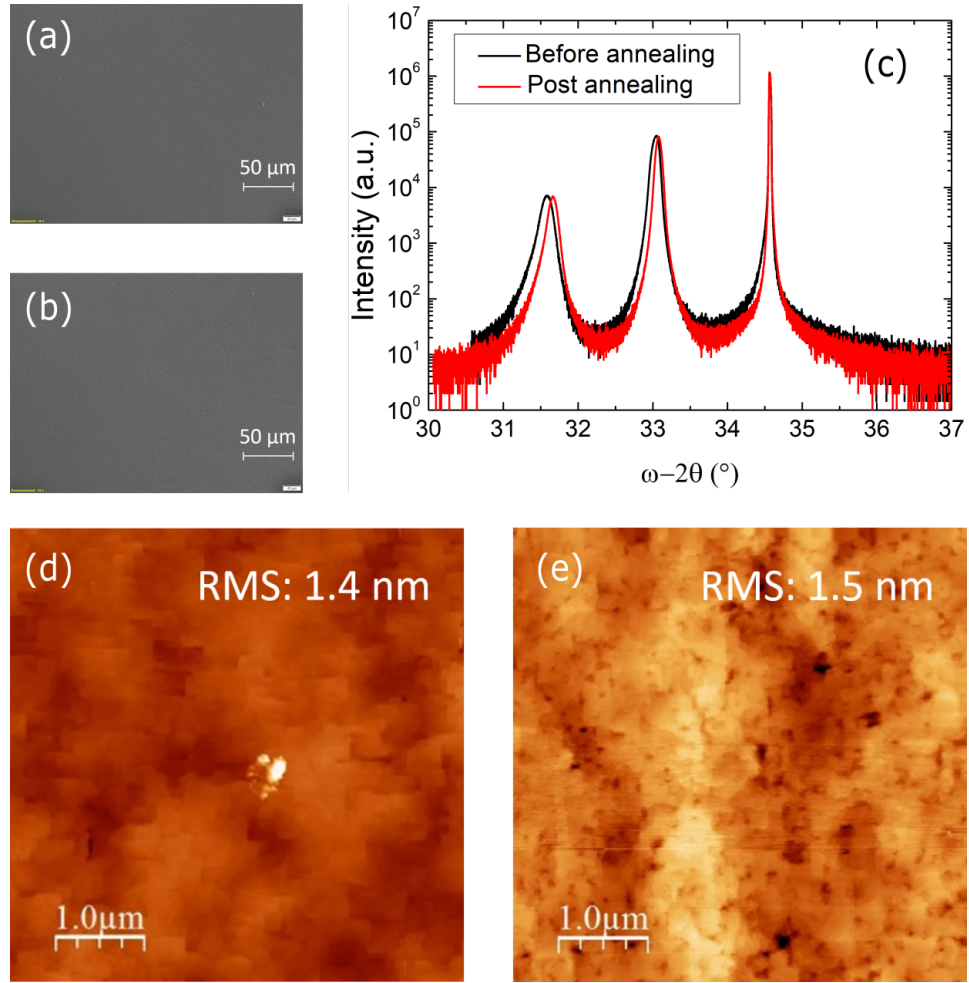 (a)
50 µm
(b)
50 µm
(c)
Before annealing
Post annealing
Intensity (a.u.)
10⁷
10⁶
10⁵
10⁴
10³
10²
10¹
10⁰
30 31 32 33 34 35 36 37
ω−2θ (°)
(d)
RMS: 1.4 nm
1.0µm
(e)
RMS: 1.5 nm
1.0µm